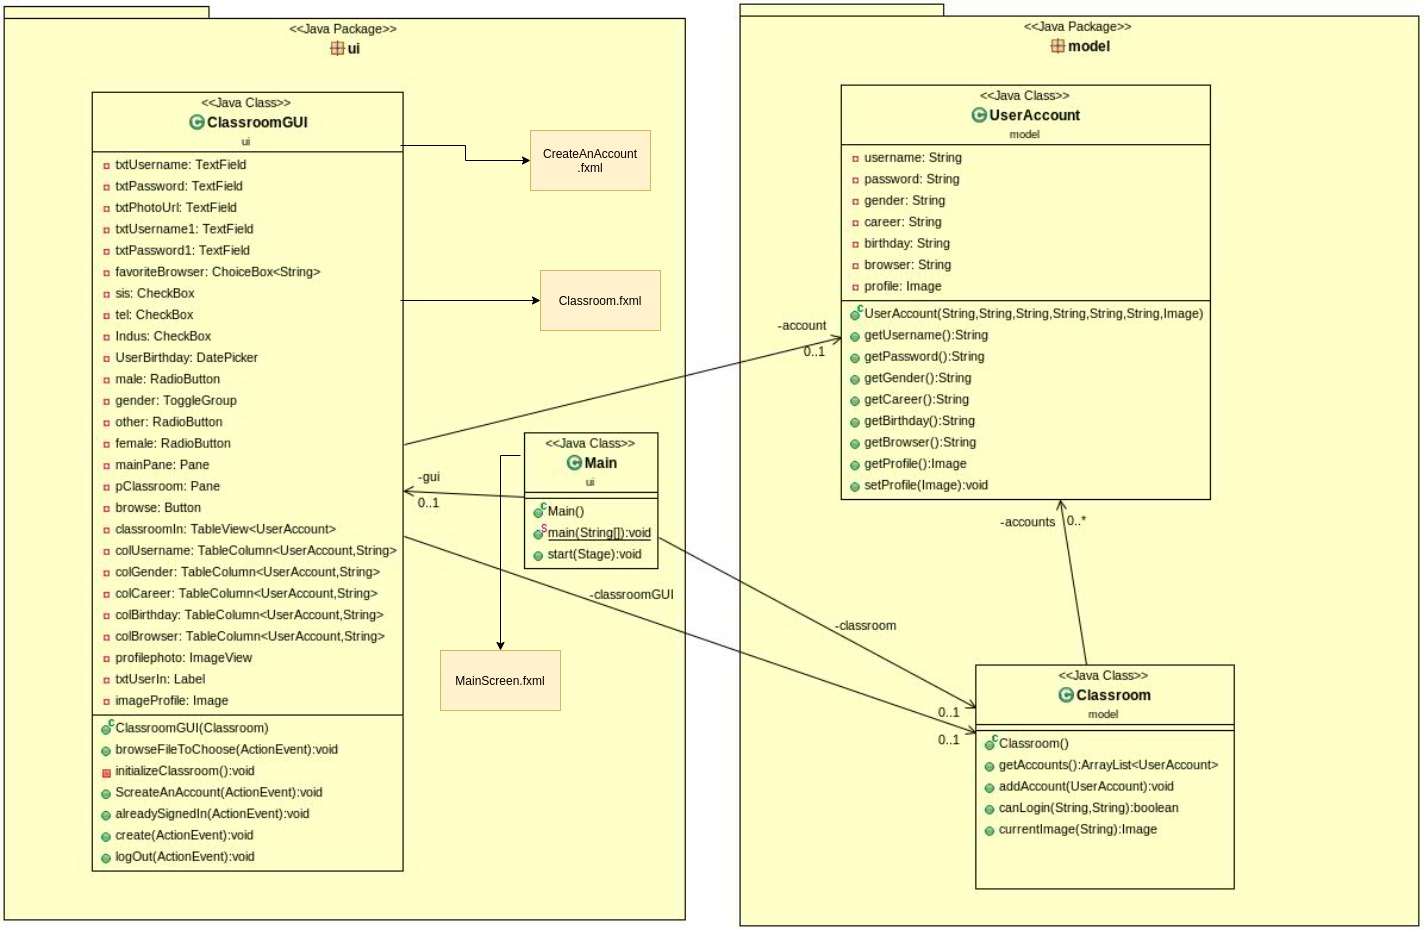 <<Java Package>>
ui
<<Java Class>>
ClassroomGUI
ui
txtUsername: TextField
txtPassword: TextField
txtPhotoUrl: TextField
txtUsername1: TextField
txtPassword1: TextField
favoriteBrowser: ChoiceBox<String>
sis: CheckBox
tel: CheckBox
Indus: CheckBox
UserBirthday: DatePicker
male: RadioButton
gender: ToggleGroup
other: RadioButton
female: RadioButton
mainPane: Pane
pClassroom: Pane
browse: Button
classroomIn: TableView<UserAccount>
colUsername: TableColumn<UserAccount,String>
colGender: TableColumn<UserAccount,String>
colCareer: TableColumn<UserAccount,String>
colBirthday: TableColumn<UserAccount,String>
colBrowser: TableColumn<UserAccount,String>
profilephoto: ImageView
txtUserIn: Label
imageProfile: Image
ClassroomGUI(Classroom)
browseFileToChoose(ActionEvent):void
initializeClassroom():void
ScreateAnAccount(ActionEvent):void
alreadySignedIn(ActionEvent):void
create(ActionEvent):void
logOut(ActionEvent):void
CreateAnAccount
.fxml
Classroom.fxml
<<Java Class>>
Main
ui
Main()
main(String[]):void
start(Stage):void
MainScreen.fxml
-gui
0..1
-account
0..1
-classroomGUI
0..1
-classroom
0..1
<<Java Package>>
model
<<Java Class>>
UserAccount
model
username: String
password: String
gender: String
career: String
birthday: String
browser: String
profile: Image
UserAccount(String,String,String,String,String,String,Image)
getUsername():String
getPassword():String
getGender():String
getCareer():String
getBirthday():String
getBrowser():String
getProfile():Image
setProfile(Image):void
-accounts
0..*
<<Java Class>>
Classroom
model
Classroom()
getAccounts():ArrayList<UserAccount>
addAccount(UserAccount):void
canLogin(String,String):boolean
currentImage(String):Image